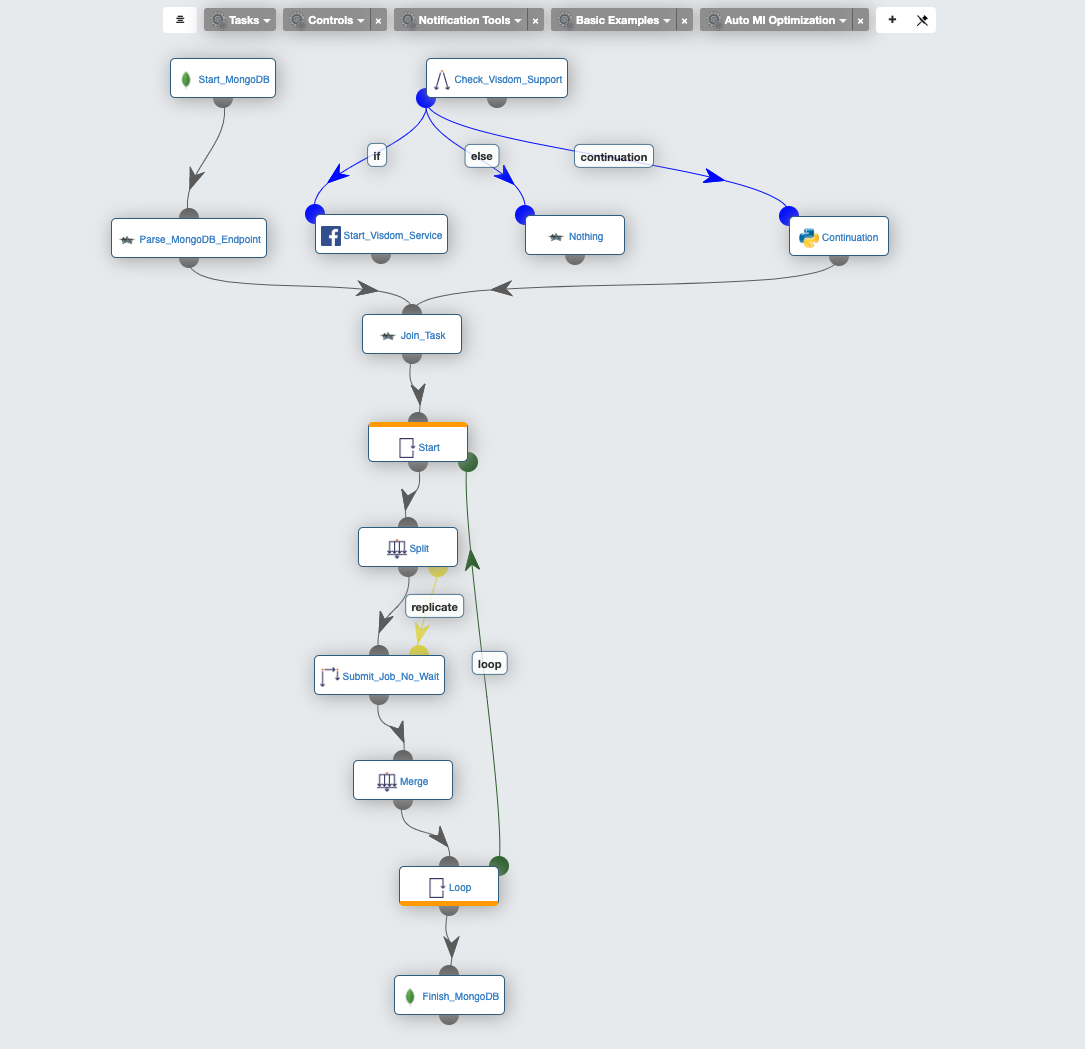 Tasks
Controls
×
Notification Tools
×
Basic Examples
×
Auto MI Optimization
×
+
Start_MongoDB
Check_Visdom_Support
if
else
continuation
Parse_MongoDB_Endpoint
Start_Visdom_Service
Nothing
Continuation
Join_Task
Start
Split
replicate
loop
Submit_Job_No_Wait
Merge
Loop
Finish_MongoDB